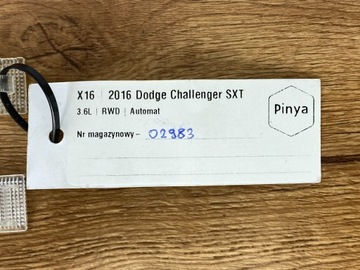 X16 | 2016 Dodge Challenger SXT
3.6L | RWD | Automat
Pinya
Nr magazynowy - 02983